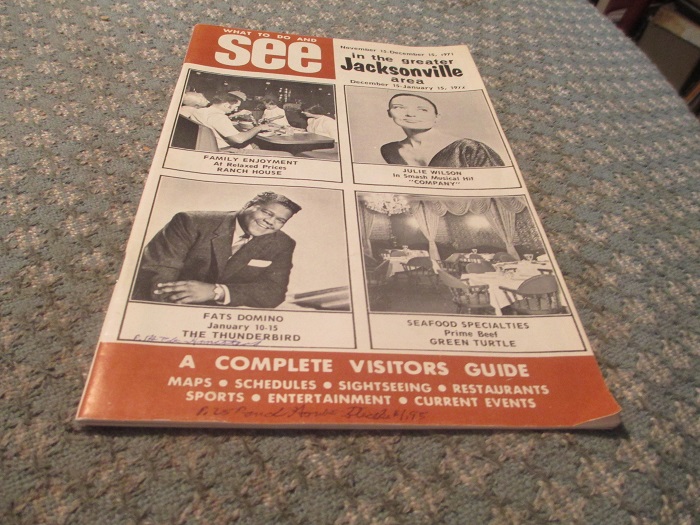 WHAT TO DO AND
see
November 15-December 15, 1971
in the greater
Jacksonville
area
December 15-January 15, 1972
FAMILY ENJOYMENT
At Relaxed Prices
RANCH HOUSE
JULIE WILSON
In Smash Musical Hit
"COMPANY"
FATS DOMINO
January 10-15
THE THUNDERBIRD
SEAFOOD SPECIALTIES
Prime Beef
GREEN TURTLE
A COMPLETE VISITORS GUIDE
MAPS ● SCHEDULES ● SIGHTSEEING ● RESTAURANTS
SPORTS ● ENTERTAINMENT ● CURRENT EVENTS